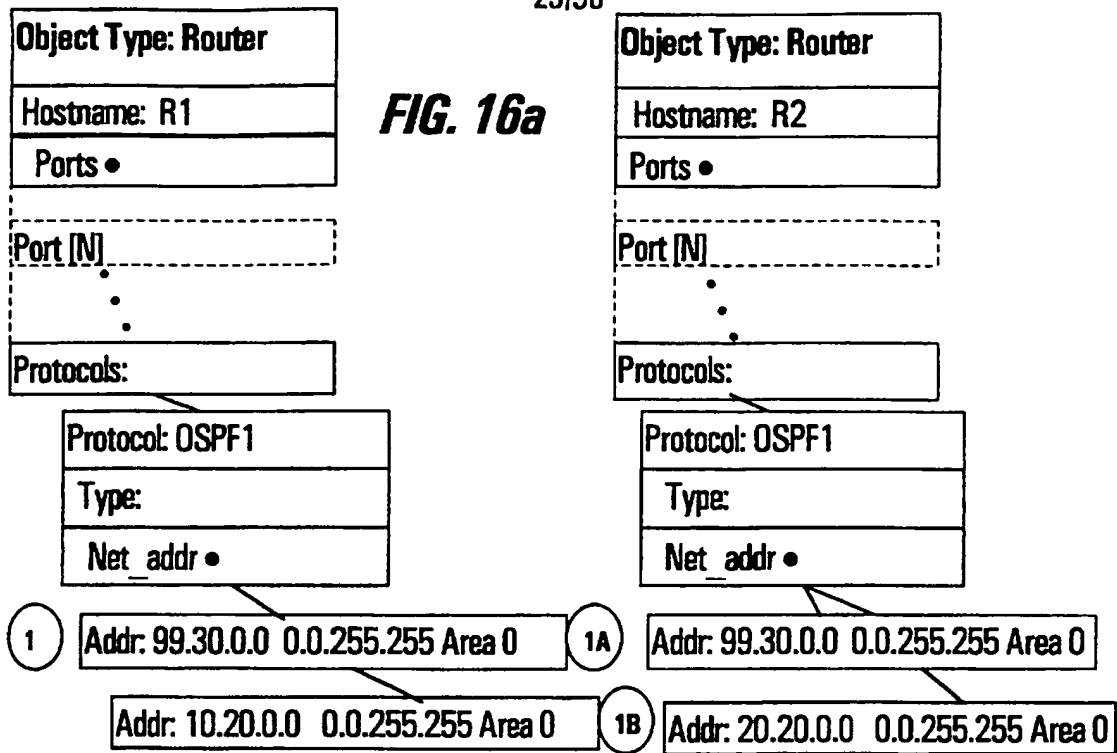 Object Type: Router
Hostname: R1
Ports
Port [N]
Protocols:
Protocol: OSPF1
Type:
Net_addr
1
Addr: 99.30.0.0 0.0.255.255 Area 0
Addr: 10.20.0.0 0.0.255.255 Area 0
FIG. 16a
Object Type: Router
Hostname: R2
Ports
Port [N]
Protocols:
Protocol: OSPF1
Type:
Net_addr
1A
Addr: 99.30.0.0 0.0.255.255 Area 0
1B
Addr: 20.20.0.0 0.0.255.255 Area 0